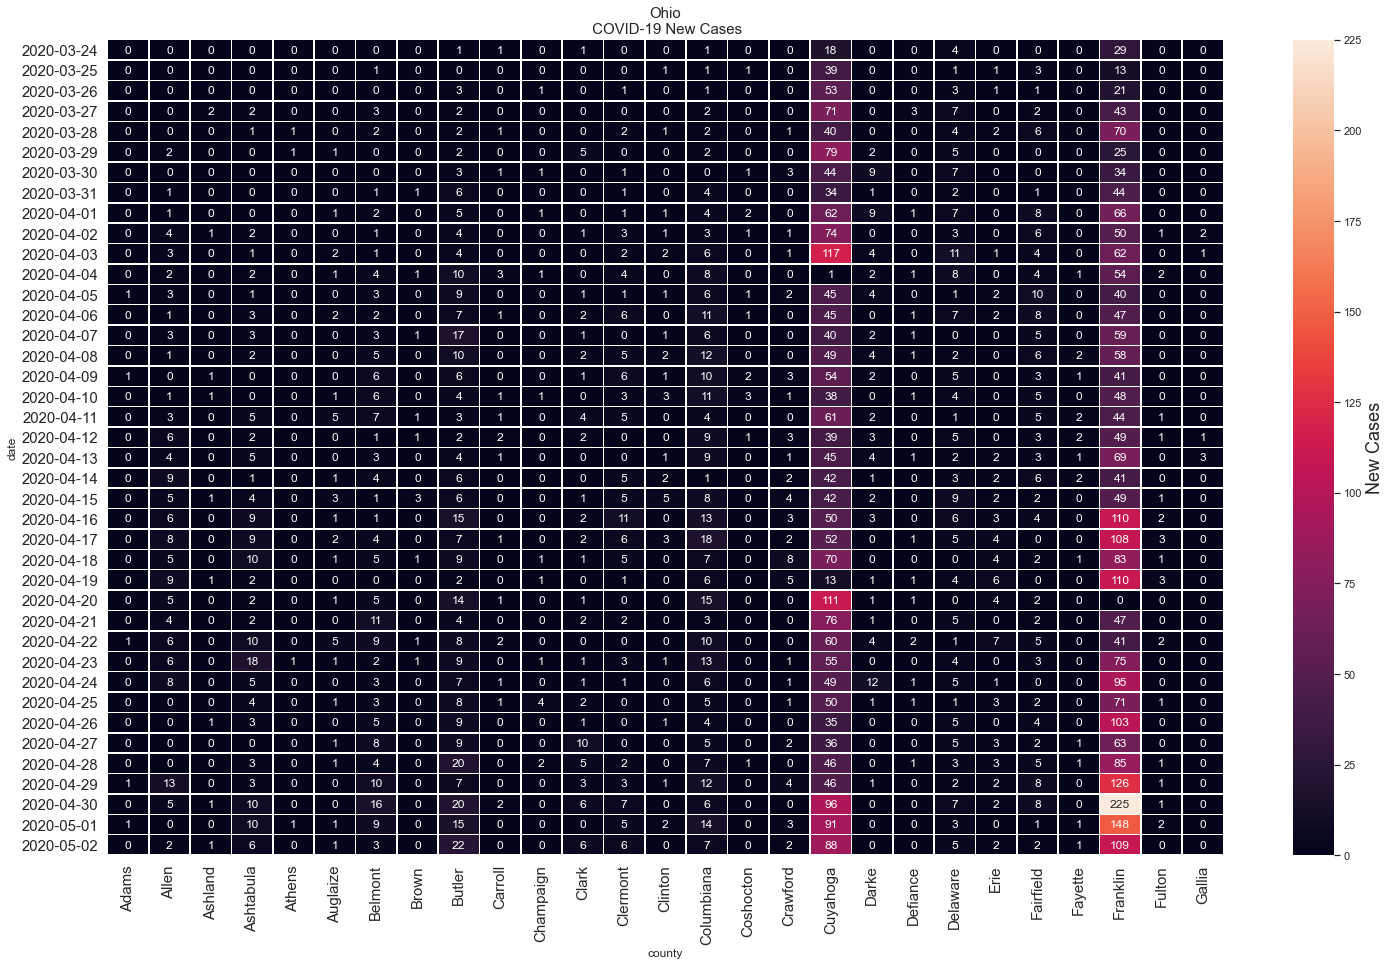 Ohio
COVID-19 New Cases
2020-03-24 0 0 0 0 0 0 0 0 1 1 0 1 0 0 1 0 0 18 0 0 4 0 0 0 29 0 0
2020-03-25 0 0 0 0 0 0 1 0 0 0 0 0 0 1 1 1 0 39 0 0 1 1 3 0 13 0 0
2020-03-26 0 0 0 0 0 0 0 0 3 0 1 0 1 0 1 0 0 53 0 0 3 1 1 0 21 0 0
2020-03-27 0 0 2 2 0 0 3 0 2 0 0 0 0 0 2 0 0 71 0 3 7 0 2 0 43 0 0
2020-03-28 0 0 0 1 1 0 2 0 2 1 0 0 2 1 2 0 1 40 0 0 4 2 6 0 70 0 0
2020-03-29 0 2 0 0 1 1 0 0 2 0 0 5 0 0 2 0 0 79 2 0 5 0 0 0 25 0 0
2020-03-30 0 0 0 0 0 0 0 0 3 1 1 0 1 0 0 1 3 44 9 0 7 0 0 0 34 0 0
2020-03-31 0 1 0 0 0 0 1 1 6 0 0 0 1 0 4 0 0 34 1 0 2 0 1 0 44 0 0
2020-04-01 0 1 0 0 0 1 2 0 5 0 1 0 1 1 4 2 0 62 9 1 7 0 8 0 66 0 0
2020-04-02 0 4 1 2 0 0 1 0 4 0 0 1 3 1 3 1 1 74 0 0 3 0 6 0 50 1 2
2020-04-03 0 3 0 1 0 2 1 0 4 0 0 0 2 2 6 0 1 117 4 0 11 1 4 0 62 0 1
2020-04-04 0 2 0 2 0 1 4 1 10 3 1 0 4 0 8 0 0 1 2 1 8 0 4 1 54 2 0
2020-04-05 1 3 0 1 0 0 3 0 9 0 0 1 1 1 6 1 2 45 4 0 1 2 10 0 40 0 0
2020-04-06 0 1 0 3 0 2 2 0 7 1 0 2 6 0 11 1 0 45 0 1 7 2 8 0 47 0 0
2020-04-07 0 3 0 3 0 0 3 1 17 0 0 1 0 1 6 0 0 40 2 1 0 0 5 0 59 0 0
2020-04-08 0 1 0 2 0 0 5 0 10 0 0 2 5 2 12 0 0 49 4 1 2 0 6 2 58 0 0
2020-04-09 1 0 1 0 0 0 6 0 6 0 0 1 6 1 10 2 3 54 2 0 5 0 3 1 41 0 0
2020-04-10 0 1 1 0 0 1 6 0 4 1 1 0 3 3 11 3 1 38 0 1 4 0 5 0 48 0 0
2020-04-11 0 3 0 5 0 5 7 1 3 1 0 4 5 0 4 0 0 61 2 0 1 0 5 2 44 1 0
2020-04-12 0 6 0 2 0 0 1 1 2 2 0 2 0 0 9 1 3 39 3 0 5 0 3 2 49 1 1
2020-04-13 0 4 0 5 0 0 3 0 4 1 0 0 0 1 9 0 1 45 4 1 2 2 3 1 69 0 3
2020-04-14 0 9 0 1 0 1 4 0 6 0 0 0 5 2 1 0 2 42 1 0 3 2 6 2 41 0 0
2020-04-15 0 5 1 4 0 3 1 3 6 0 0 1 5 5 8 0 4 42 2 0 9 2 2 0 49 1 0
2020-04-16 0 6 0 9 0 1 1 0 15 0 0 2 11 0 13 0 3 50 3 0 6 3 4 0 110 2 0
2020-04-17 0 8 0 9 0 2 4 0 7 1 0 2 6 3 18 0 2 52 0 1 5 4 0 0 108 3 0
2020-04-18 0 5 0 10 0 1 5 1 9 0 1 1 5 0 7 0 8 70 0 0 0 4 2 1 83 1 0
2020-04-19 0 9 1 2 0 0 0 0 2 0 1 0 1 0 6 0 5 13 1 1 4 6 0 0 110 3 0
2020-04-20 0 5 0 2 0 1 5 0 14 1 0 1 0 0 15 0 0 111 1 1 0 4 2 0 0 0 0
2020-04-21 0 4 0 2 0 0 11 0 4 0 0 2 2 0 3 0 0 76 1 0 5 0 2 0 47 0 0
2020-04-22 1 6 0 10 0 5 9 1 8 2 0 0 0 0 10 0 0 60 4 2 1 7 5 0 41 2 0
2020-04-23 0 6 0 18 1 1 2 1 9 0 1 1 3 1 13 0 1 55 0 0 4 0 3 0 75 0 0
2020-04-24 0 8 0 5 0 0 3 0 7 1 0 1 1 0 6 0 1 49 12 1 5 1 0 0 95 0 0
2020-04-25 0 0 0 4 0 1 3 0 8 1 4 2 0 0 5 0 1 50 1 1 1 3 2 0 71 1 0
2020-04-26 0 0 1 3 0 0 5 0 9 0 0 1 0 1 4 0 0 35 0 0 5 0 4 0 103 0 0
2020-04-27 0 0 0 0 0 1 8 0 9 0 0 10 0 0 5 0 2 36 0 0 5 3 2 1 63 0 0
2020-04-28 0 0 0 3 0 1 4 0 20 0 2 5 2 0 7 1 0 46 0 1 3 3 5 1 85 1 0
2020-04-29 1 13 0 3 0 0 10 0 7 0 0 3 3 1 12 0 4 46 1 0 2 2 8 0 126 1 0
2020-04-30 0 5 1 10 0 0 16 0 20 2 0 6 7 0 6 0 0 96 0 0 7 2 8 0 225 1 0
2020-05-01 1 0 0 10 1 1 9 0 15 0 0 0 5 2 14 0 3 91 0 0 3 0 1 1 148 2 0
2020-05-02 0 2 1 6 0 1 3 0 22 0 0 6 6 0 7 0 2 88 0 0 5 2 2 1 109 0 0
date
Adams Allen Ashland Ashtabula Athens Auglaize Belmont Brown Butler Carroll Champaign Clark Clermont Clinton Columbiana Coshocton Crawford Cuyahoga Darke Defiance Delaware Erie Fairfield Fayette Franklin Fulton Gallia
county
225
200
175
150
125
100
75
50
25
0
New Cases